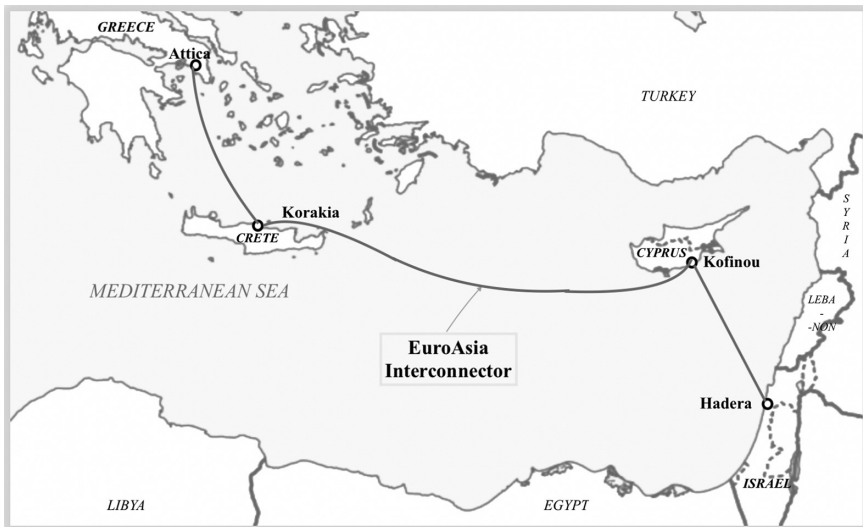 GREECE
Attica
TURKEY
S
Y
R
I
A
Korakia
CRETE
CYPRUS
Kofinou
MEDITERRANEAN SEA
LEBA
-
-NON
EuroAsia
Interconnector
Hadera
ISRAEL
LIBYA
EGYPT